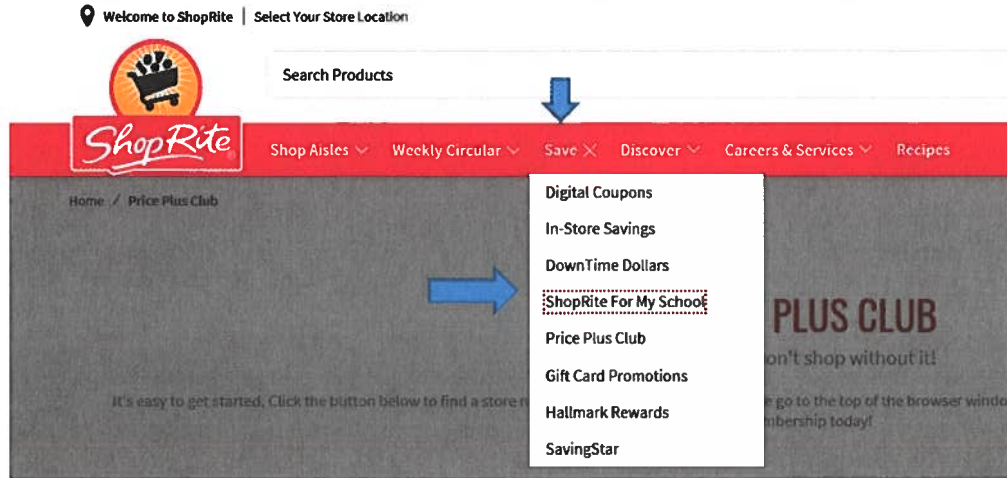 Welcome to ShopRite | Select Your Store Location
Search Products
ShopRite
Shop Aisles Weekly Circular Save Discover Careers & Services Recipes
Home / Price Plus Club
Digital Coupons
In-Store Savings
DownTime Dollars
ShopRite For My School
Price Plus Club
Gift Card Promotions
Hallmark Rewards
SavingStar
PLUS CLUB
on't shop without it!
It's easy to get started, Click the button below to find a store n
e go to the top of the browser windo
mbership today!